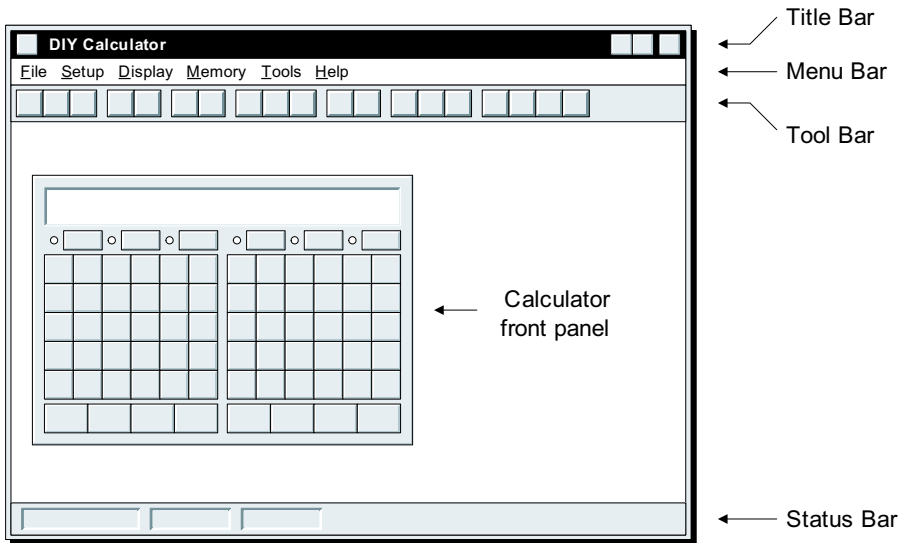 Title Bar
DIY Calculator
File Setup Display Memory Tools Help
Menu Bar
Tool Bar
Calculator
front panel
Status Bar